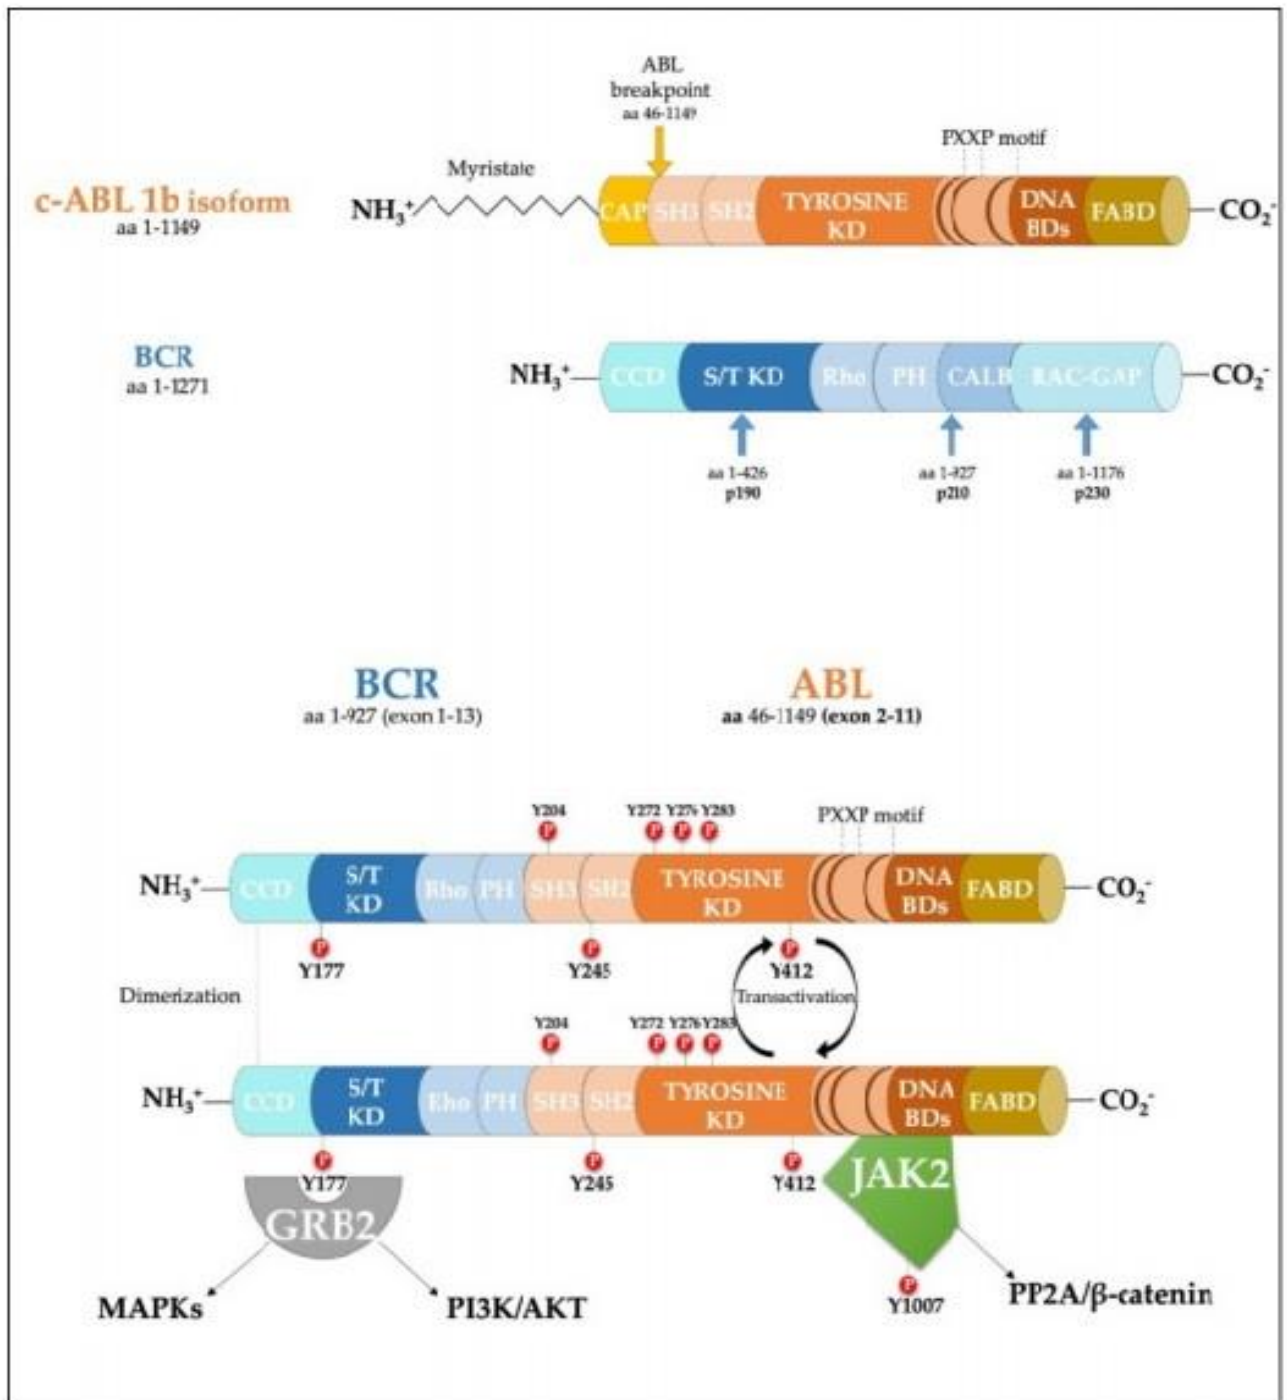 ABL
breakpoint
aa 46-1149
PXXP motif
Myristate
c-ABL 1b isoform
aa 1-1149
NH₃⁺
CAP SH3 SH2 TYROSINE KD DNA BDs FABD
CO₂⁻
BCR
aa 1-1271
NH₃⁺
CCD S/T KD Rho PH CALB RAC-GAP
CO₂⁻
aa 1-426
p190
aa 1-927
p210
aa 1-1176
p230
BCR
aa 1-927 (exon 1-13)
ABL
aa 46-1149 (exon 2-11)
Y204 Y272 Y276 Y283
P P P P
PXXP motif
NH₃⁺
CCD S/T KD Rho PH SH3 SH2 TYROSINE KD DNA BDs FABD
CO₂⁻
P P P
Y177 Y245 Y412
Dimerization
Transactivation
Y204 Y272 Y276 Y283
P P P P
NH₃⁺
CCD S/T KD Rho PH SH3 SH2 TYROSINE KD DNA BDs FABD
CO₂⁻
P P P
Y177 Y245 Y412
JAK2
GRB2
P
Y1007
MAPKs
PI3K/AKT
PP2A/β-catenin